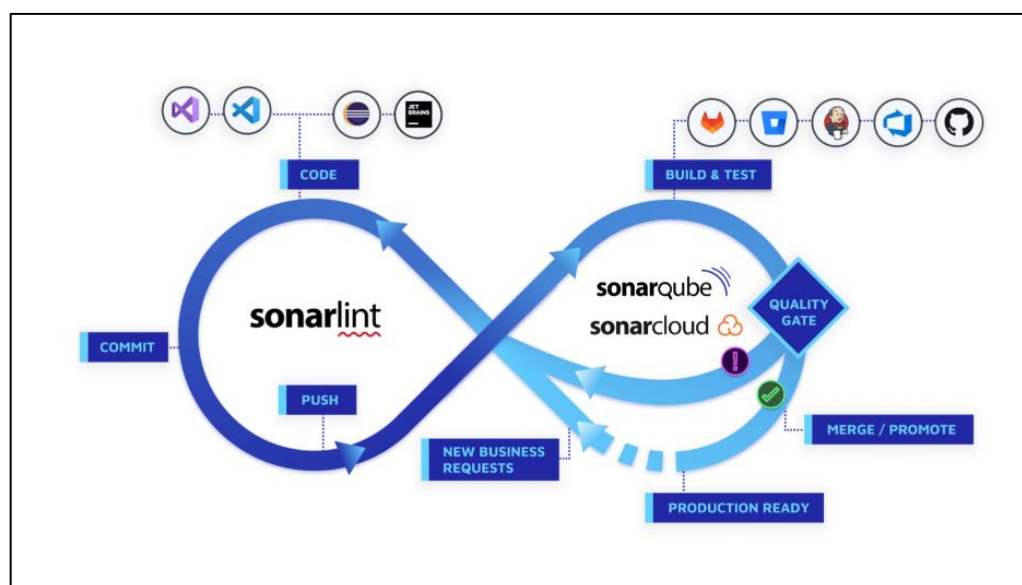 JET
BRAINS
CODE
BUILD & TEST
sonarlint
sonarqube
sonarcloud
QUALITY
GATE
COMMIT
PUSH
NEW BUSINESS
REQUESTS
MERGE / PROMOTE
PRODUCTION READY